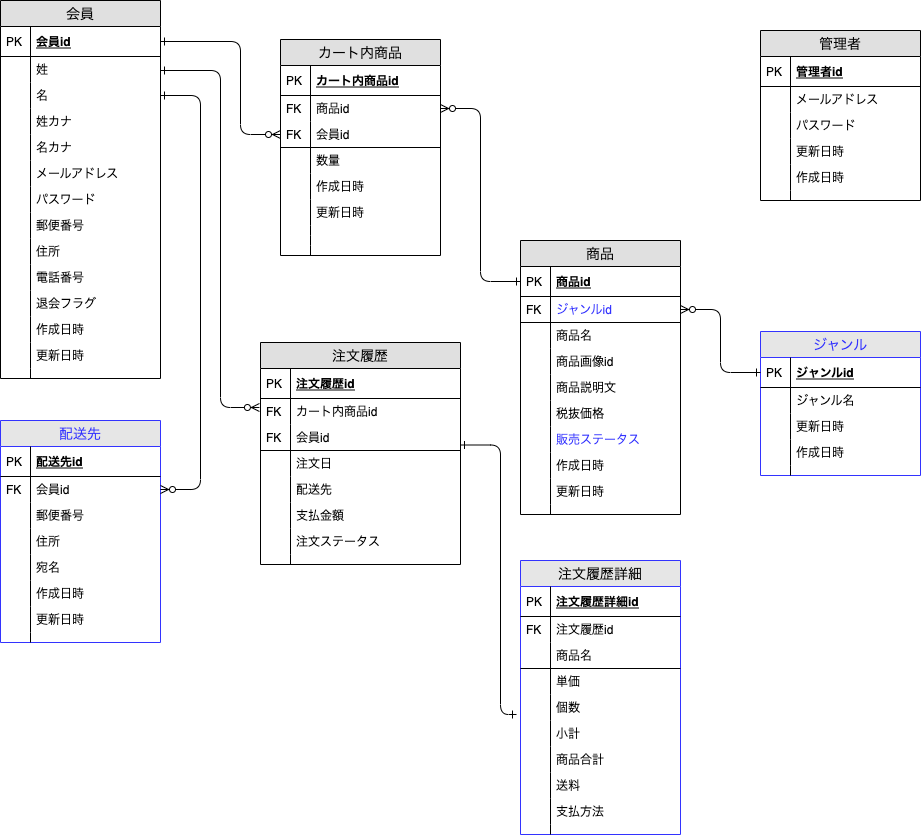 会員
PK 会員id
姓
名
姓カナ
名カナ
メールアドレス
パスワード
郵便番号
住所
電話番号
退会フラグ
作成日時
更新日時
配送先
PK 配送先id
FK 会員id
郵便番号
住所
宛名
作成日時
更新日時
カート内商品
PK カート内商品id
FK 商品id
FK 会員id
数量
作成日時
更新日時
注文履歴
PK 注文履歴id
FK カート内商品id
FK 会員id
注文日
配送先
支払金額
注文ステータス
商品
PK 商品id
FK ジャンルid
商品名
商品画像id
商品説明文
税抜価格
販売ステータス
作成日時
更新日時
注文履歴詳細
PK 注文履歴詳細id
FK 注文履歴id
商品名
単価
個数
小計
商品合計
送料
支払方法
管理者
PK 管理者id
メールアドレス
パスワード
更新日時
作成日時
ジャンル
PK ジャンルid
ジャンル名
更新日時
作成日時